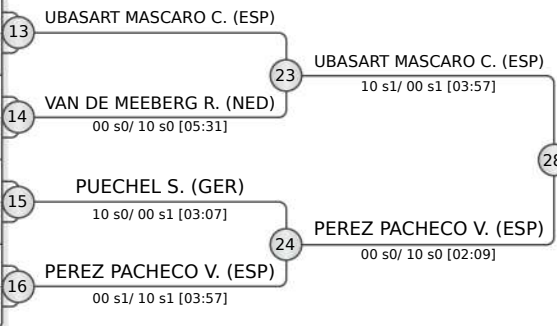 UBASART MASCARO C. (ESP)
13
23
UBASART MASCARO C. (ESP)
10 s1/ 00 s1 [03:57]
VAN DE MEEBERG R. (NED)
14
00 s0/ 10 s0 [05:31]
28
PUECHEL S. (GER)
15
10 s0/ 00 s1 [03:07]
24
PEREZ PACHECO V. (ESP)
00 s0/ 10 s0 [02:09]
PEREZ PACHECO V. (ESP)
16
00 s1/ 10 s1 [03:57]